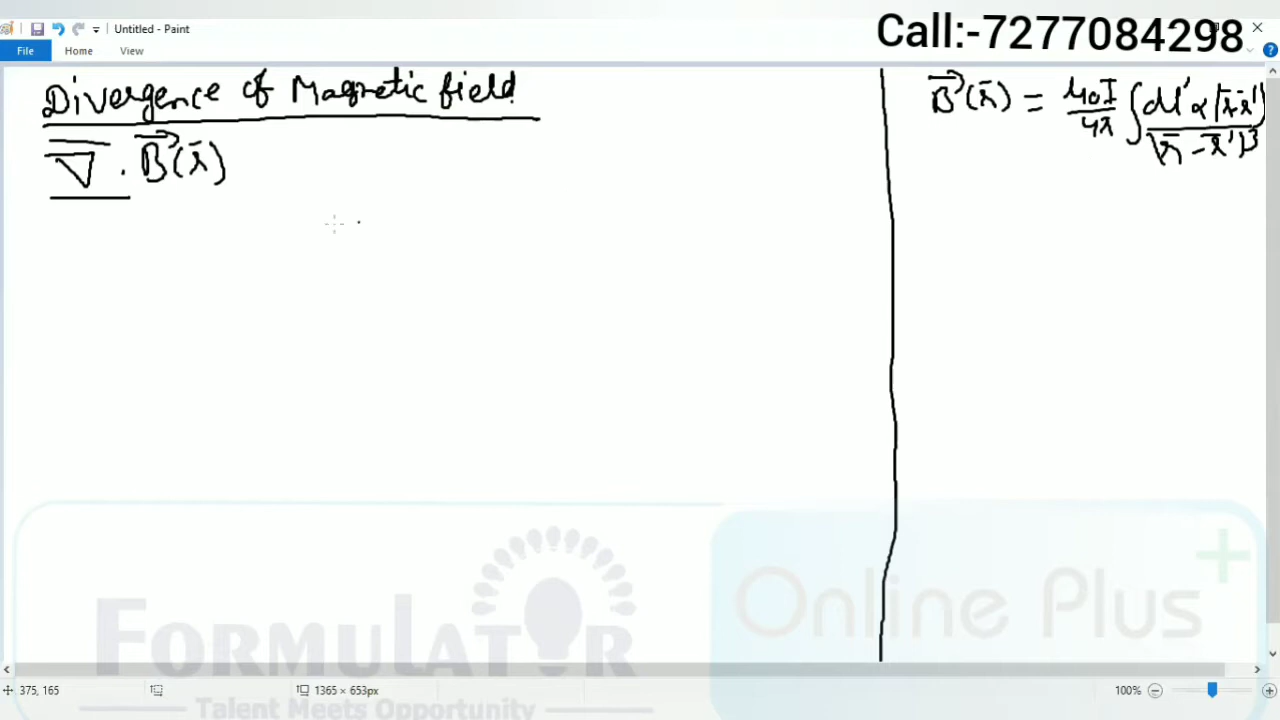 Untitled - Paint
Call:-7277084298
File Home View
Divergence of Magnetic field
∇ · B⃗(r̄)
B⃗(r̄) = μ₀I/4π ∫ dl' × (r̄-r̄')/|r̄ - r̄'|³
FORMULATOR
Talent Meets Opportunity
Online Plus+
375, 165
1365 × 653px
100%